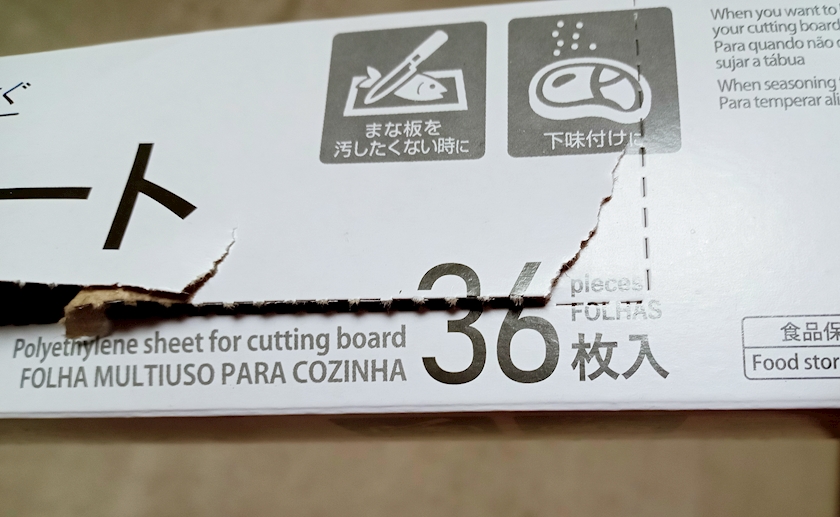 ート
まな板を
汚したくない時に
下味付けに
When you want to
your cutting board
Para quando não
sujar a tábua
When seasoning
Para temperar
Polyethylene sheet for cutting board
FOLHA MULTIUSO PARA COZINHA
36
pieces
FOLHAS
枚入
食品保
Food stor